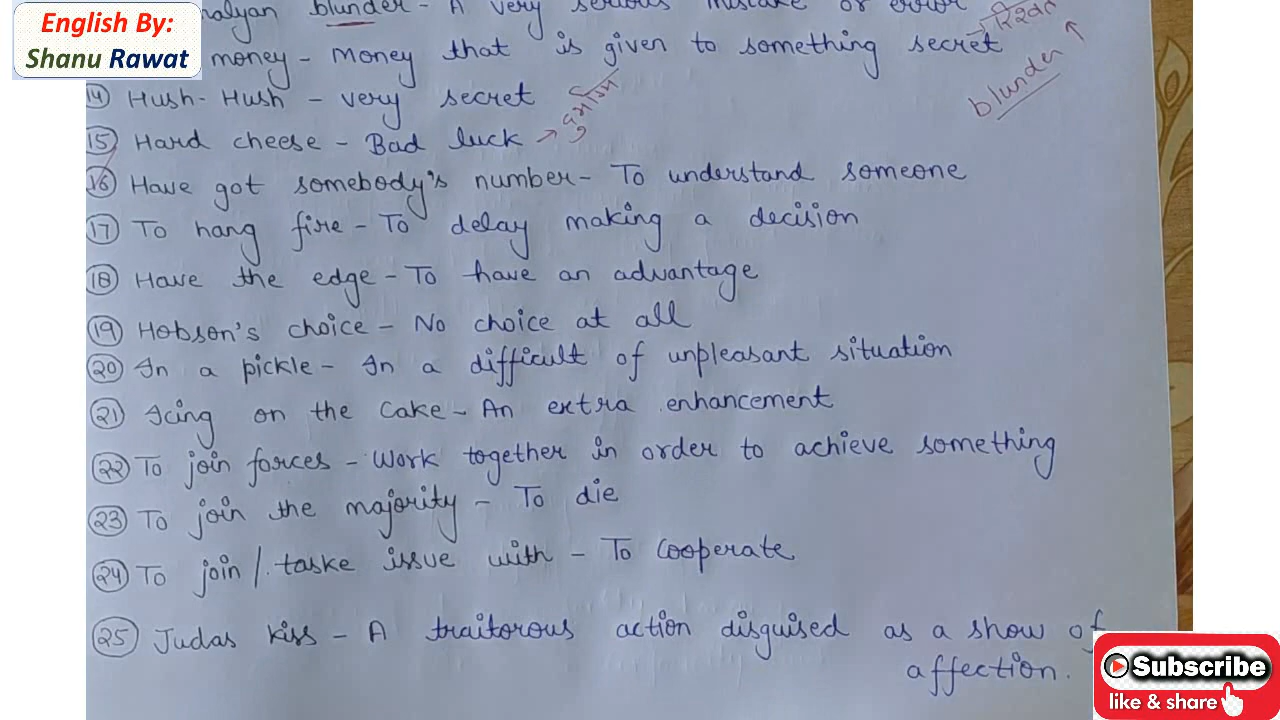 English By:
Shanu Rawat
malyan blunder - A very serious mistake or error
money - Money that is given to something secret
रिश्वत
blunder ↑
14 Hush-Hush - very secret
15 Hard cheese - Bad luck →
16 Have got somebody's number - To understand someone
17 To hang fire - To delay making a decision
18 Have the edge - To have an advantage
19 Hobson's choice - No choice at all
20 In a pickle - In a difficult of unpleasant situation
21 Icing on the cake - An extra enhancement
22 To join forces - Work together in order to achieve something
23 To join the majority - To die
24 To join / taske issue with - To cooperate
25 Judas kiss - A traitorous action disguised as a show of
affection.
Subscribe
like & share